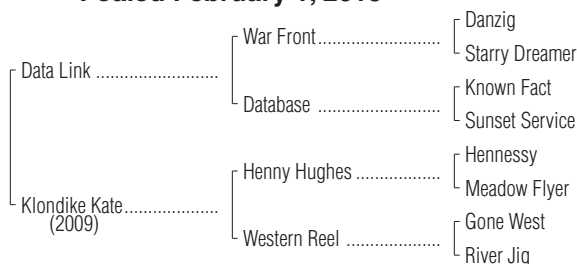 Foaled February 1, 2015
Data Link
War Front
Danzig
Starry Dreamer
Database
Known Fact
Sunset Service
Klondike Kate
(2009)
Henny Hughes
Hennessy
Meadow Flyer
Western Reel
Gone West
River Jig